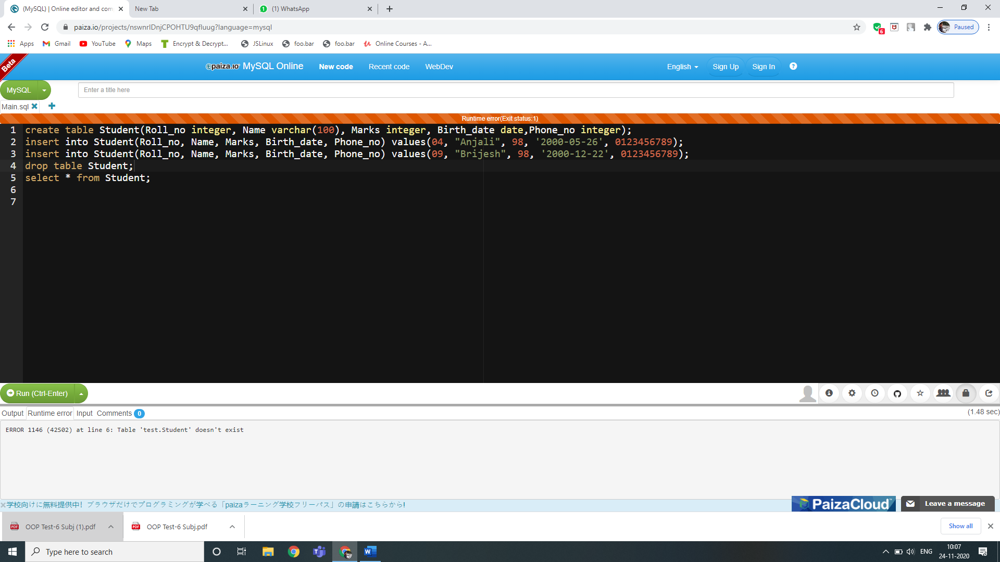 (MySQL) | Online editor and com
New Tab
(1) WhatsApp
paiza.io/projects/nswnrIDnjCPOHTU9qfIuug?language=mysql
6
Paused
Apps
Gmail
YouTube
Maps
Encrypt & Decrypt...
JSLinux
foo.bar
foo.bar
Online Courses - A...
Beta
paiza.io MySQL Online
New code
Recent code
WebDev
English
Sign Up
Sign In
MySQL
Enter a title here
Main.sql
Runtime error(Exit status:1)
1 create table Student(Roll_no integer, Name varchar(100), Marks integer, Birth_date date,Phone_no integer);
2 insert into Student(Roll_no, Name, Marks, Birth_date, Phone_no) values(04, "Anjali", 98, '2000-05-26', 0123456789);
3 insert into Student(Roll_no, Name, Marks, Birth_date, Phone_no) values(09, "Brijesh", 98, '2000-12-22', 0123456789);
4 drop table Student;
5 select * from Student;
6
7
Run (Ctrl-Enter)
Output
Runtime error
Input
Comments 0
(1.48 sec)
ERROR 1146 (42S02) at line 6: Table 'test.Student' doesn't exist
学校向けに無料提供中！ブラウザだけでプログラミングが学べる「paizaラーニング学校フリーパス」の申請はこちらから!
PaizaCloud
Leave a message
OOP Test-6 Subj (1).pdf
OOP Test-6 Subj.pdf
Show all
Type here to search
ENG
10:07
24-11-2020